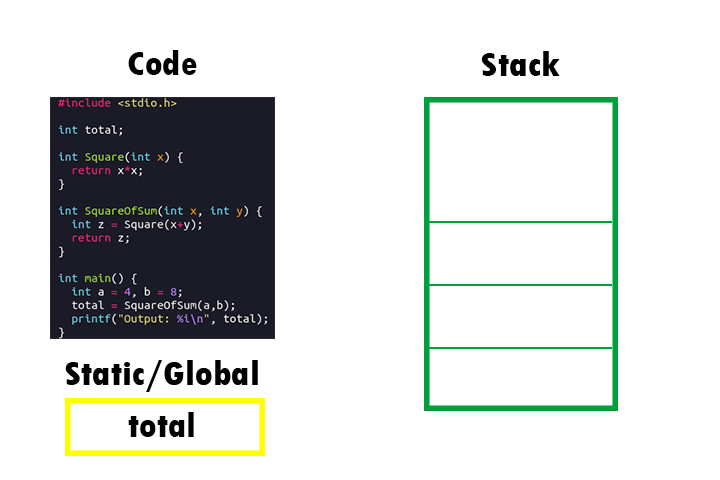 Code
#include <stdio.h>
int total;
int Square(int x) {
  return x*x;
}
int SquareOfSum(int x, int y) {
  int z = Square(x+y);
  return z;
}
int main() {
  int a = 4, b = 8;
  total = SquareOfSum(a,b);
  printf("Output: %i\n", total);
}
Static/Global
total
Stack